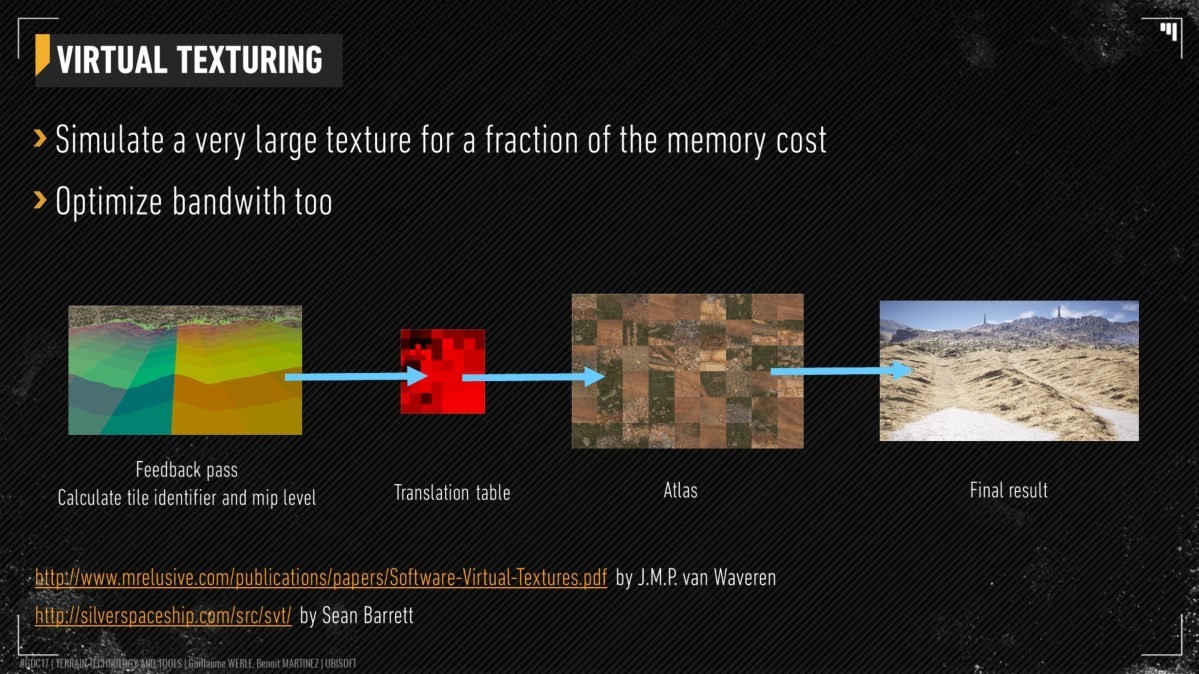 VIRTUAL TEXTURING
Simulate a very large texture for a fraction of the memory cost
Optimize bandwith too
Feedback pass
Calculate tile identifier and mip level
Translation table
Atlas
Final result
http://www.mrelusive.com/publications/papers/Software-Virtual-Textures.pdf by J.M.P. van Waveren
http://silverspaceship.com/src/svt/ by Sean Barrett
#GDC17 | TERRAIN TECHNOLOGY AND TOOLS | Guillaume WERLE, Benoit MARTINEZ | UBISOFT